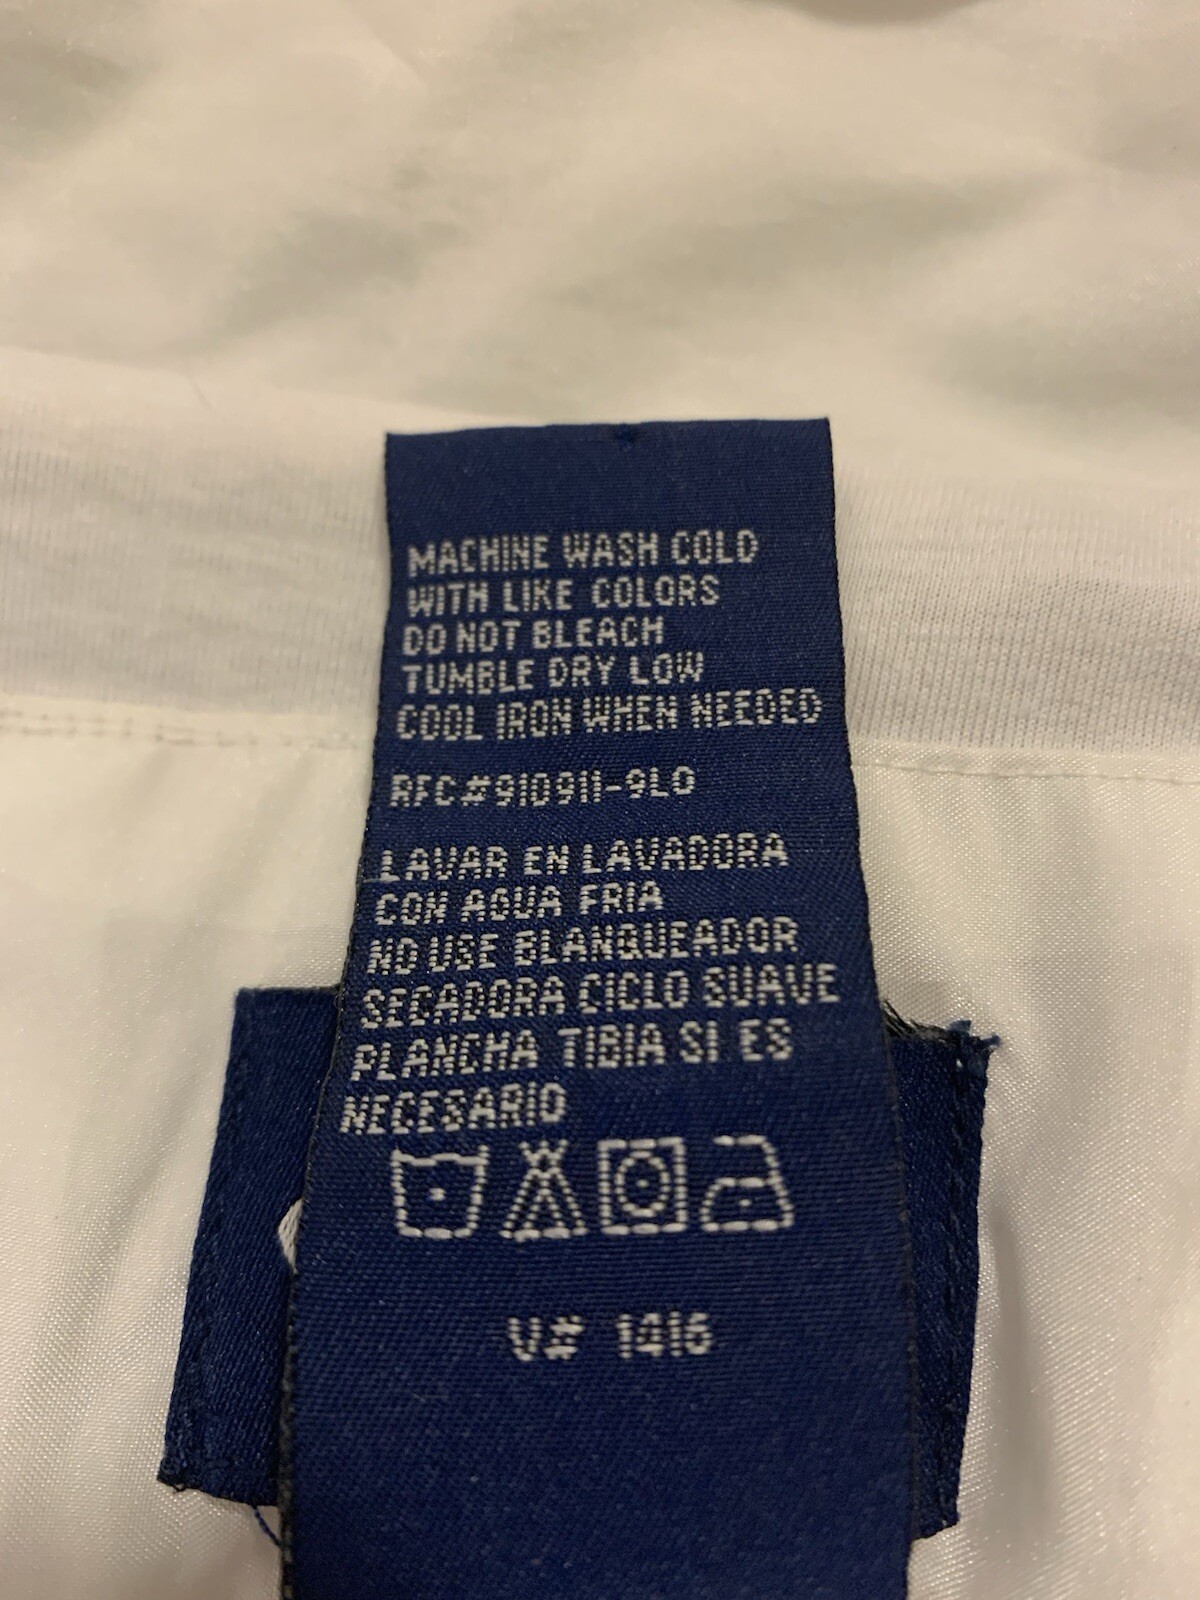 MACHINE WASH COLD
WITH LIKE COLORS
DO NOT BLEACH
TUMBLE DRY LOW
COOL IRON WHEN NEEDED
RFC#910911-9L0
LAVAR EN LAVADORA
CON AGUA FRIA
NO USE BLANQUEADOR
SECADORA CICLO SUAVE
PLANCHA TIBIA SI ES
NECESARIO
V# 1416